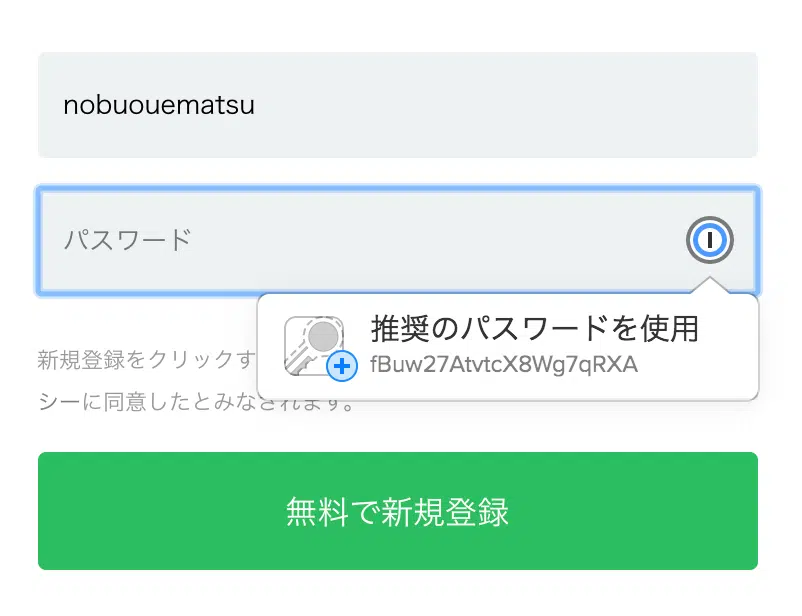 nobuouematsu
パスワード
推奨のパスワードを使用
fBuw27AtvtcX8Wg7qRXA
新規登録をクリックす
シーに同意したとみなされます。
無料で新規登録